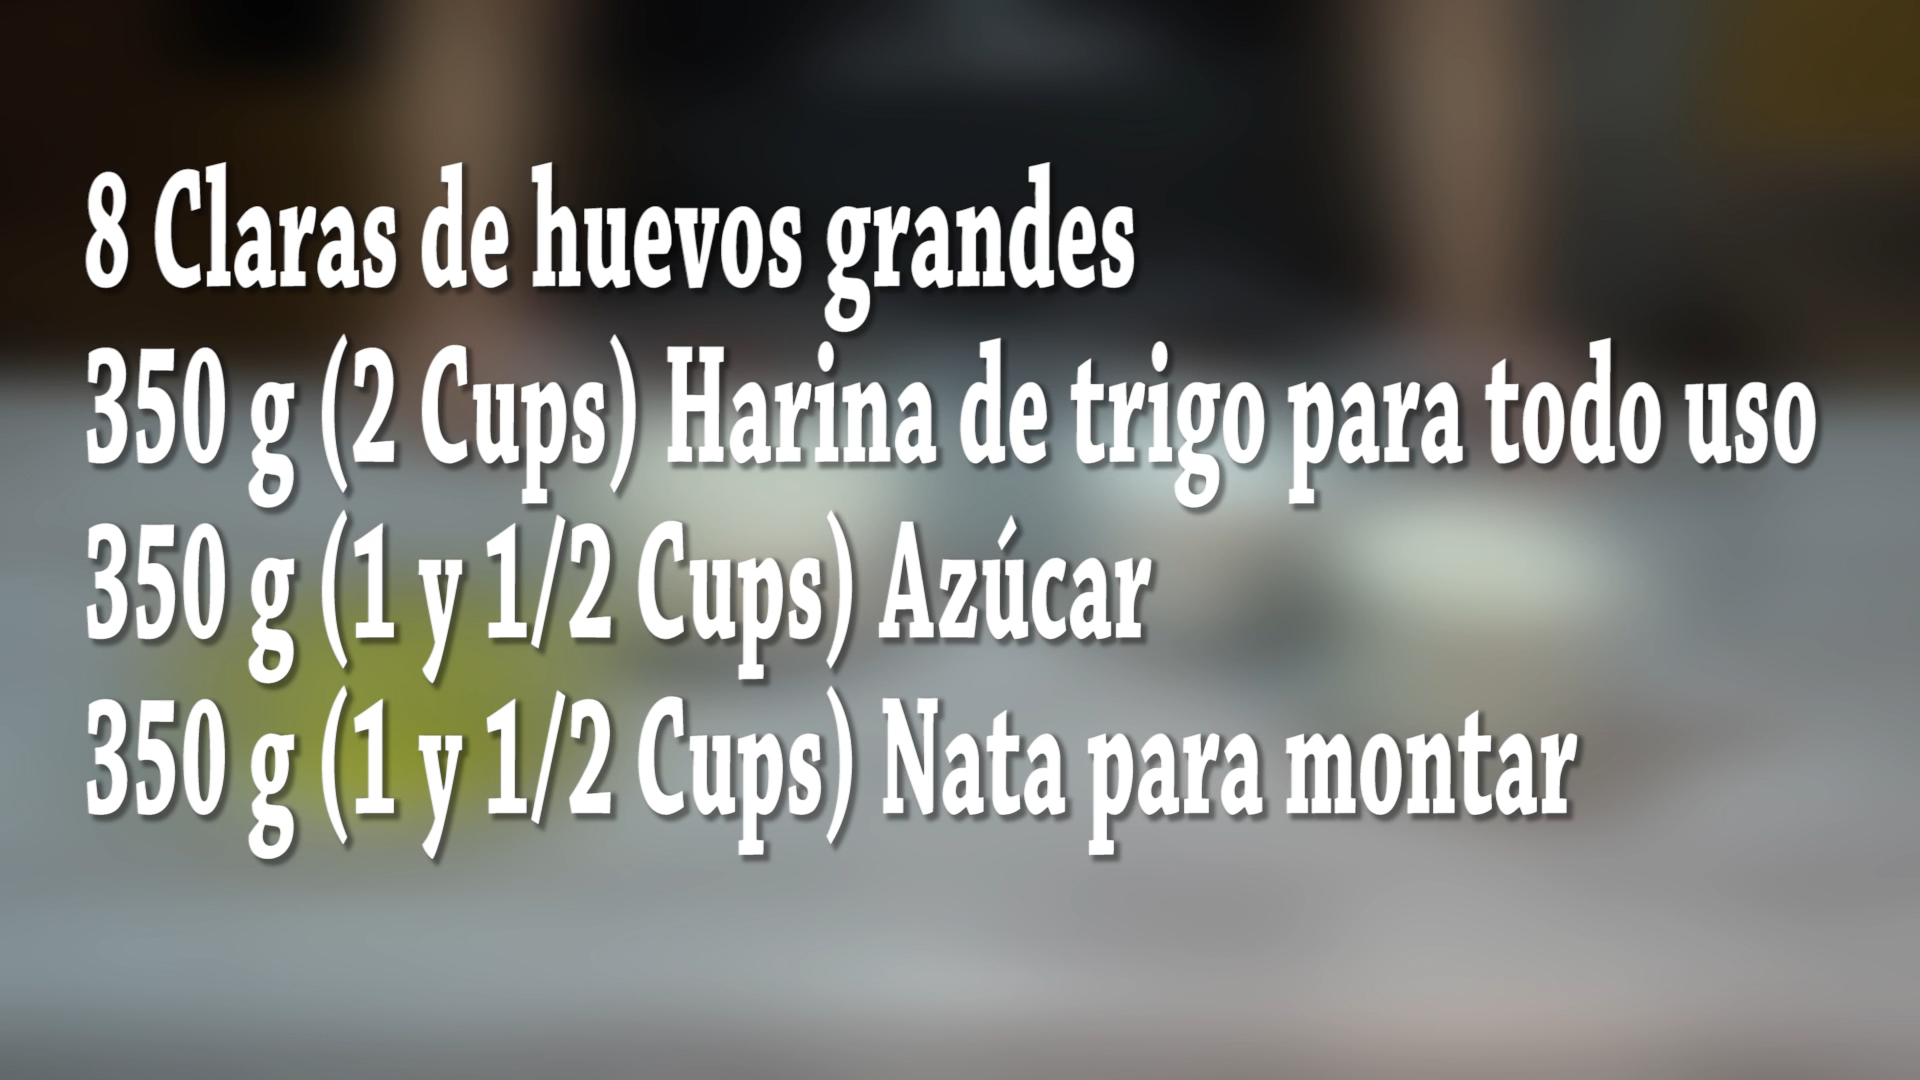 8 Claras de huevos grandes
350 g (2 Cups) Harina de trigo para todo uso
350 g (1 y 1/2 Cups) Azúcar
350 g (1 y 1/2 Cups) Nata para montar